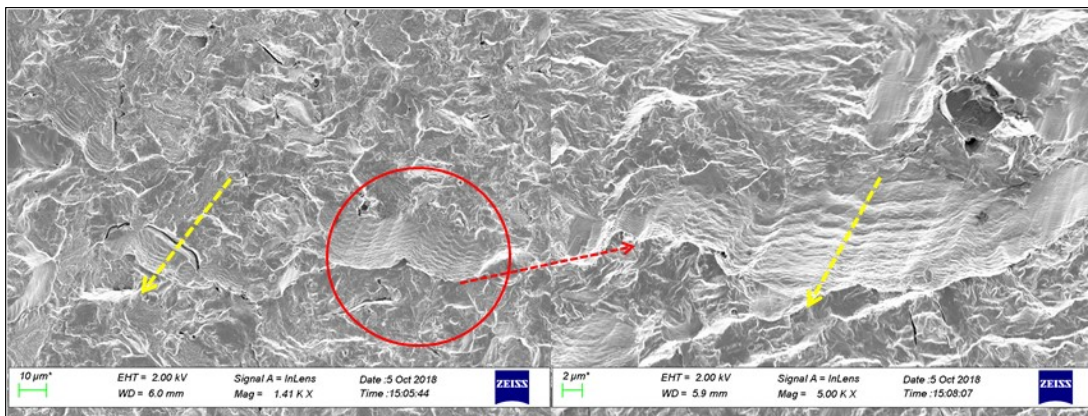 10 µm*
EHT = 2.00 kV
WD = 6.0 mm
Signal A = InLens
Mag = 1.41 K X
Date :5 Oct 2018
Time :15:05:44
ZEISS
2 µm*
EHT = 2.00 kV
WD = 5.9 mm
Signal A = InLens
Mag = 5.00 K X
Date :5 Oct 2018
Time :15:08:07
ZEISS